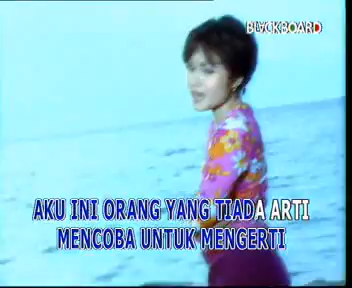 BLACKBOARD
AKU INI ORANG YANG TIADA ARTI
MENCOBA UNTUK MENGERTI